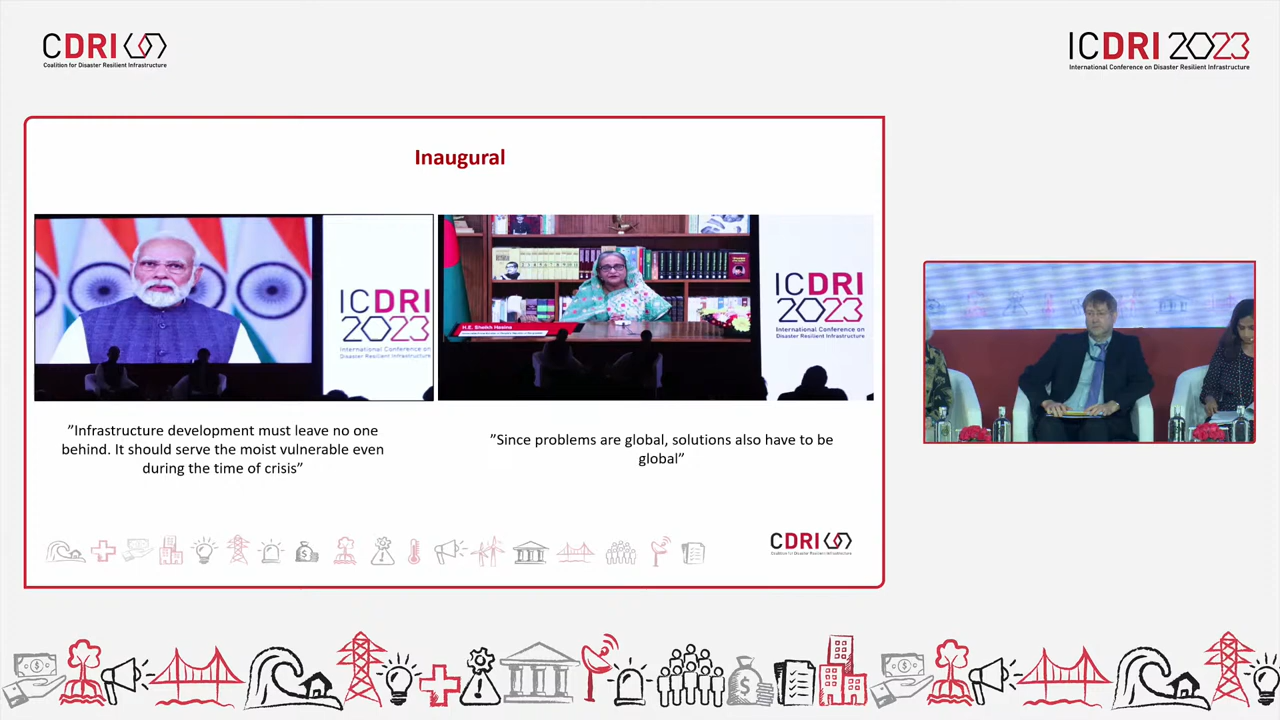 CDRI
Coalition for Disaster Resilient Infrastructure
ICDRI 2023
International Conference on Disaster Resilient Infrastructure
Inaugural
ICDRI
2023
International Conference on
Disaster Resilient Infrastructure
H.E. Sheikh Hasina
ICDRI
2023
International Conference on
Disaster Resilient Infrastructure
"Infrastructure development must leave no one
behind. It should serve the moist vulnerable even
during the time of crisis"
"Since problems are global, solutions also have to be
global"
CDRI
Coalition for Disaster Resilient Infrastructure